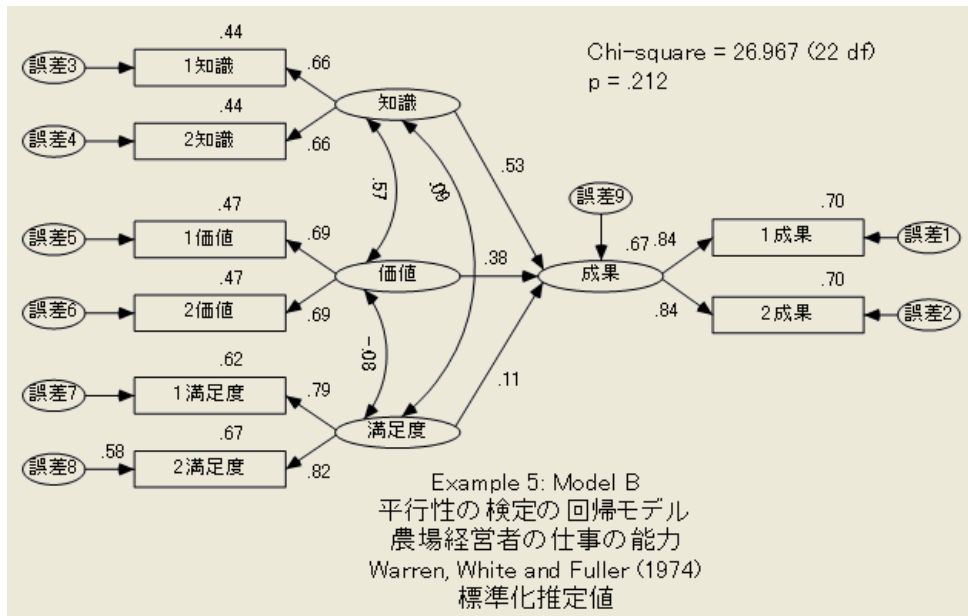 Chi-square = 26.967 (22 df)
p = .212
.44
誤差3
1知識
.66
知識
.44
誤差4
2知識
.66
.57
.09
.53
.47
誤差5
1価値
.69
価値
.38
.47
誤差6
2価値
.69
-.08
誤差9
.67
成果
.84
.70
1成果
誤差1
.84
.70
2成果
誤差2
.62
誤差7
1満足度
.79
満足度
.11
.67
誤差8
.58
2満足度
.82
Example 5: Model B
平行性の検定の回帰モデル
農場経営者の仕事の能力
Warren, White and Fuller (1974)
標準化推定値